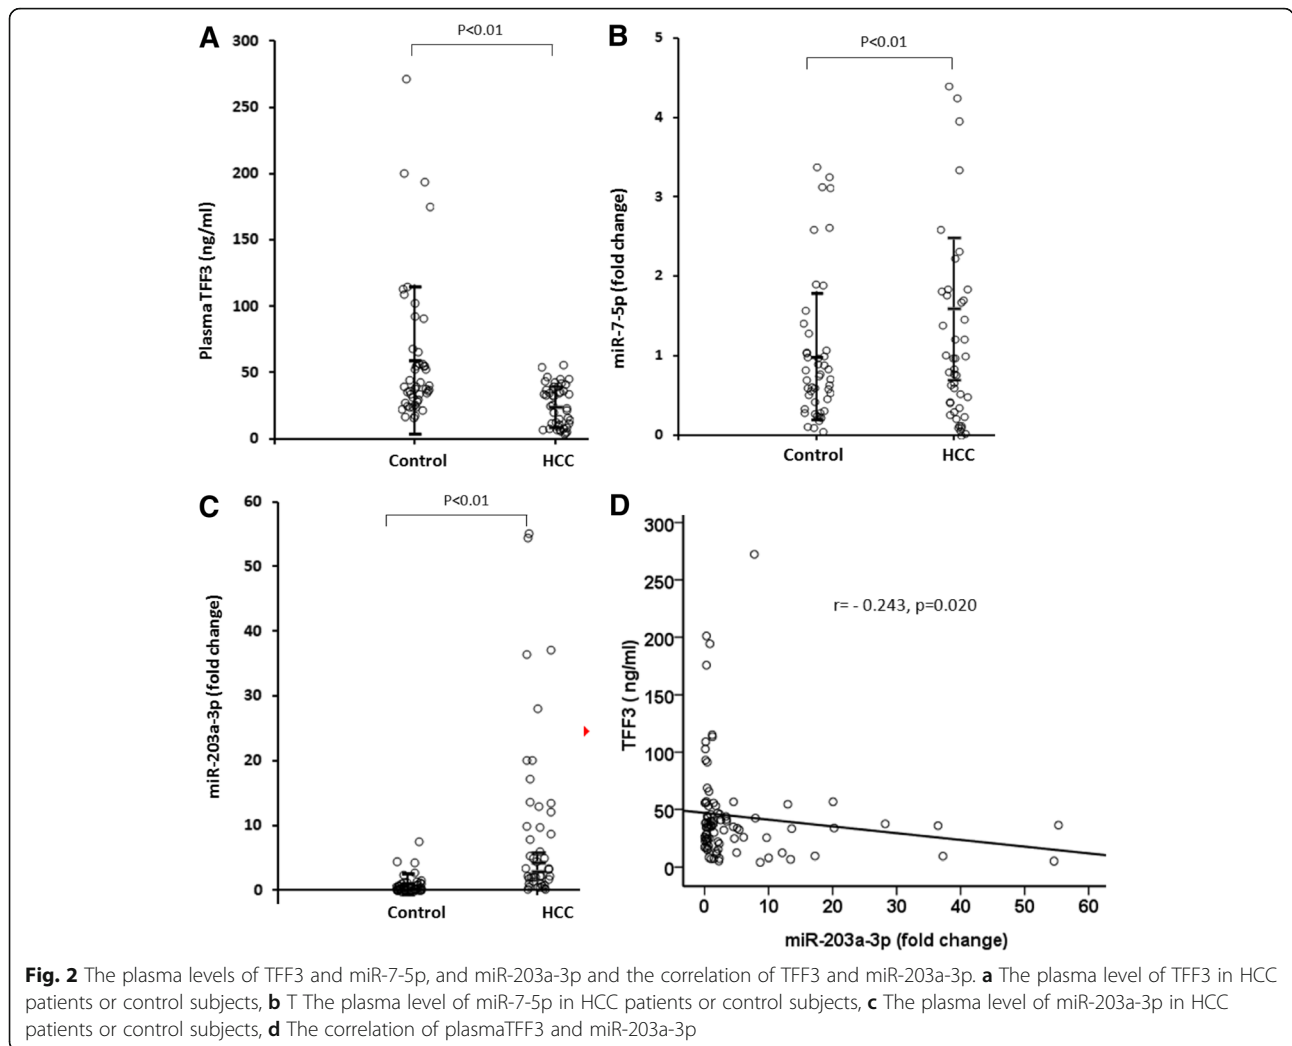 A
P<0.01
300
250
200
150
100
50
0
Plasma TFF3 (ng/ml)
Control HCC
B
P<0.01
5
4
3
2
1
0
miR-7-5p (fold change)
Control HCC
C
P<0.01
60
50
40
30
20
10
0
miR-203a-3p (fold change)
Control HCC
D
r= - 0.243, p=0.020
300
250
200
150
100
50
0
TFF3 ( ng/ml)
0 10 20 30 40 50 60
miR-203a-3p (fold change)
Fig. 2 The plasma levels of TFF3 and miR-7-5p, and miR-203a-3p and the correlation of TFF3 and miR-203a-3p. a The plasma level of TFF3 in HCC
patients or control subjects, b T The plasma level of miR-7-5p in HCC patients or control subjects, c The plasma level of miR-203a-3p in HCC
patients or control subjects, d The correlation of plasmaTFF3 and miR-203a-3p